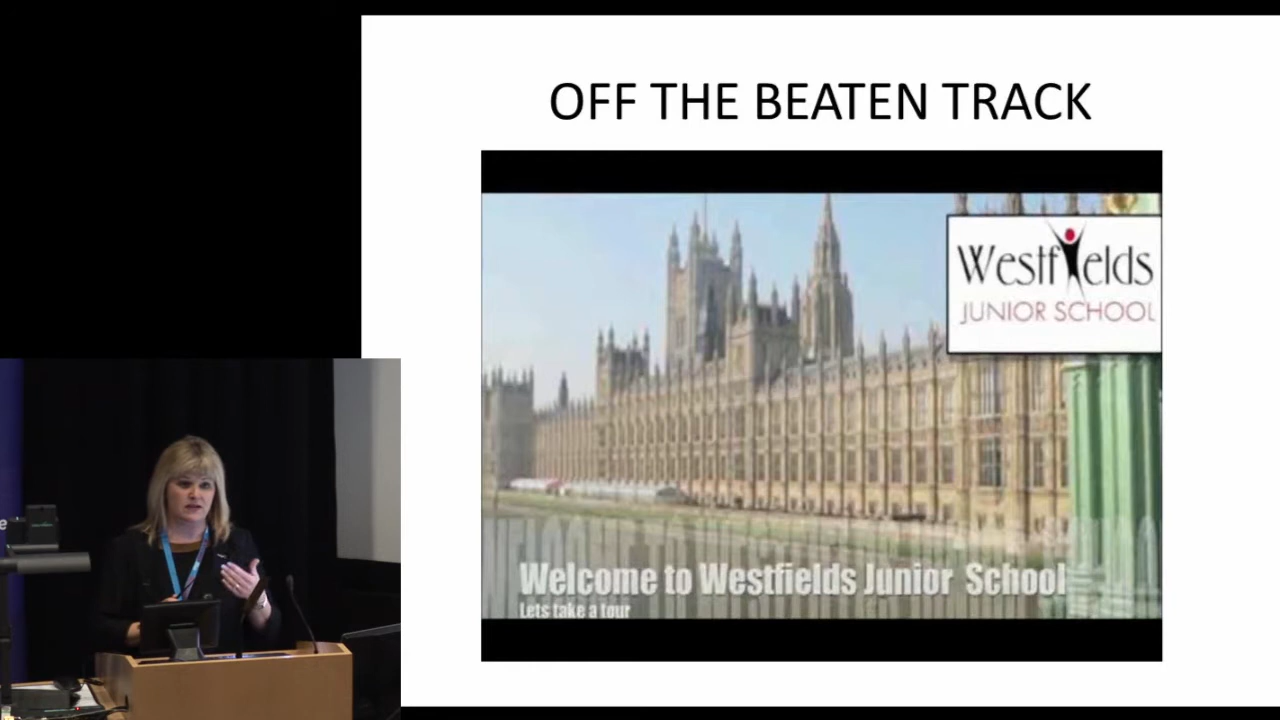 OFF THE BEATEN TRACK
Westfields
JUNIOR SCHOOL
Welcome to Westfields Junior School
Lets take a tour